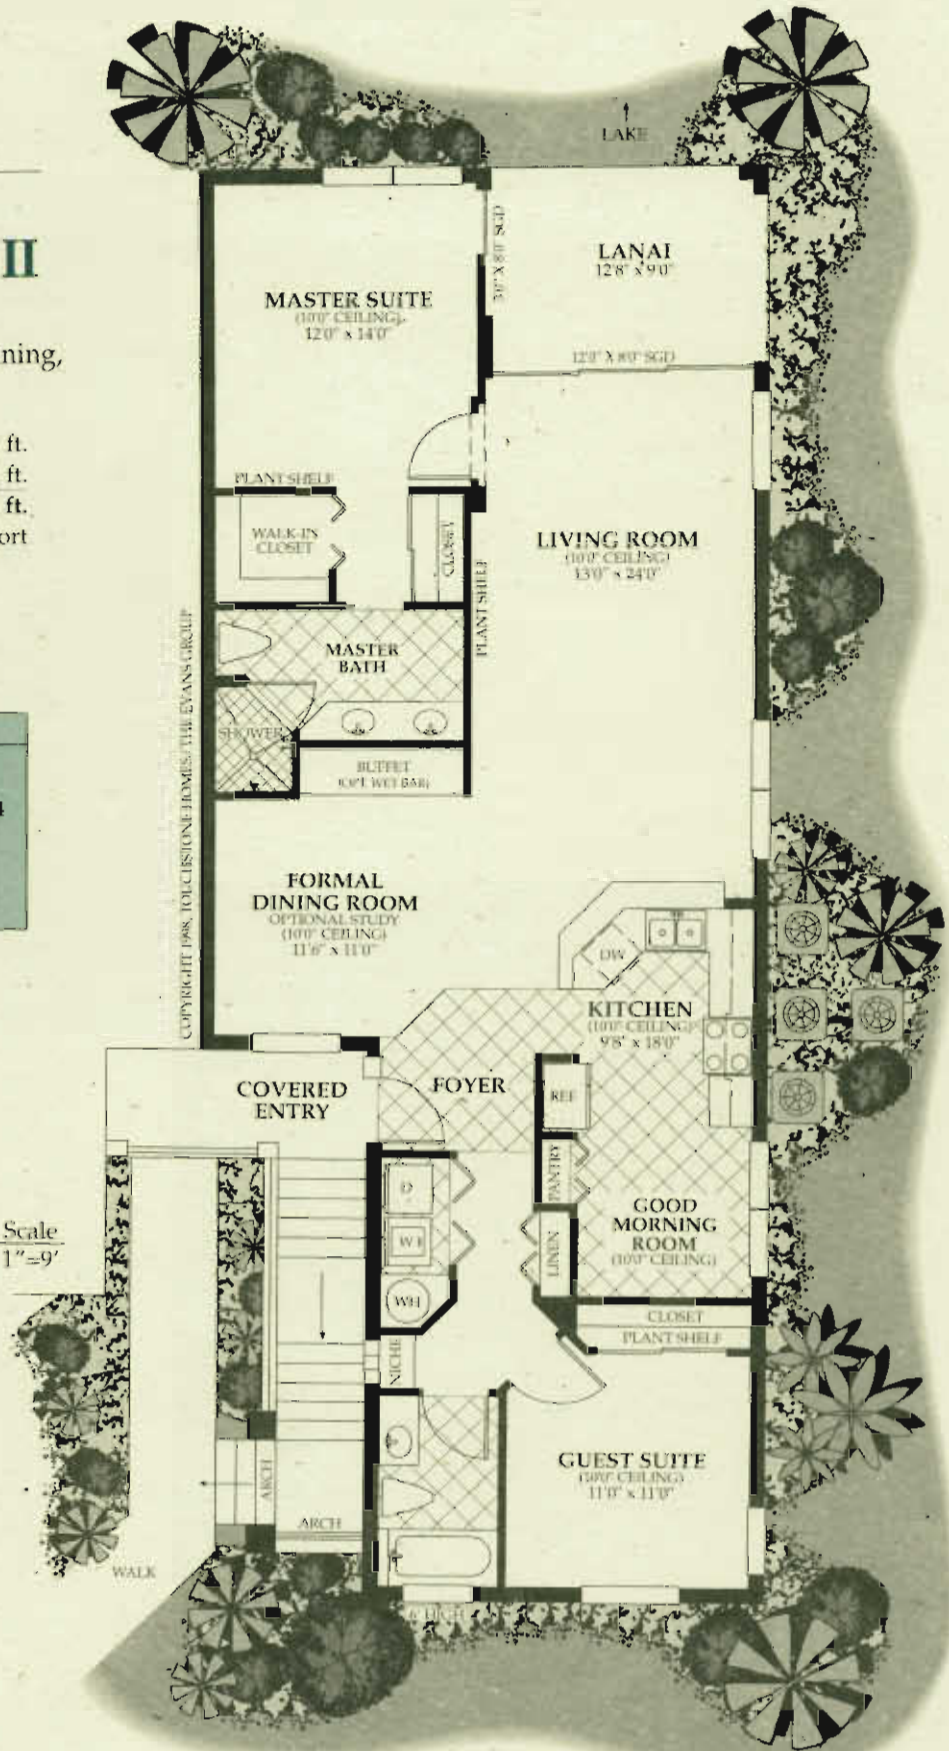 II
ning,
ft.
ft.
ft.
ort
4
Scale
1"=9'
LAKE
LANAI
12'8" x 9'0"
12'0" X 8'0" SGD
MASTER SUITE
(10'0" CEILING)
12'0" x 14'0"
PLANT SHELF
WALK-IN
CLOSET
CLOSET
PLANT SHELF
LIVING ROOM
(10'0" CEILING)
13'0" x 24'0"
MASTER
BATH
SHOWER
BUFFET
(OPT. WET BAR)
COPYRIGHT 1998, TOUCHSTONE HOMES/THE EVANS GROUP
FORMAL
DINING ROOM
OPTIONAL STUDY
(10'0" CEILING)
11'6" x 11'0"
DW
KITCHEN
(10'0" CEILING)
9'8" x 18'0"
COVERED
ENTRY
FOYER
REF
PANTRY
D
LINEN
GOOD
MORNING
ROOM
(10'0" CEILING)
WH
CLOSET
PLANT SHELF
NICHE
GUEST SUITE
(10'0" CEILING)
11'0" x 11'0"
ARCH
ARCH
WALK
6' HIGH